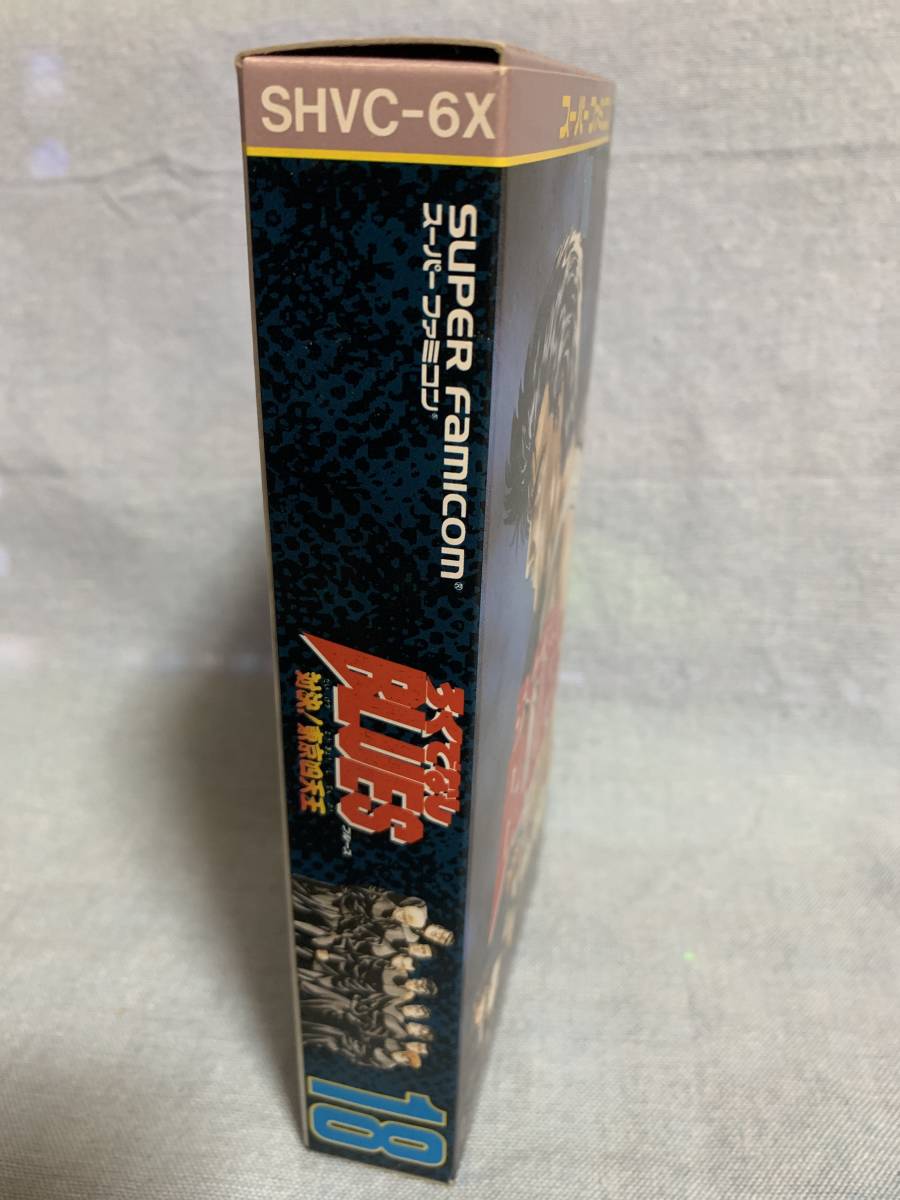 SHVC-6X
スーパーファミコン
SUPER FAMICOM®
スーパーファミコン®
ろくでなし
BLUES
ブルース
対決!東京四天王
18